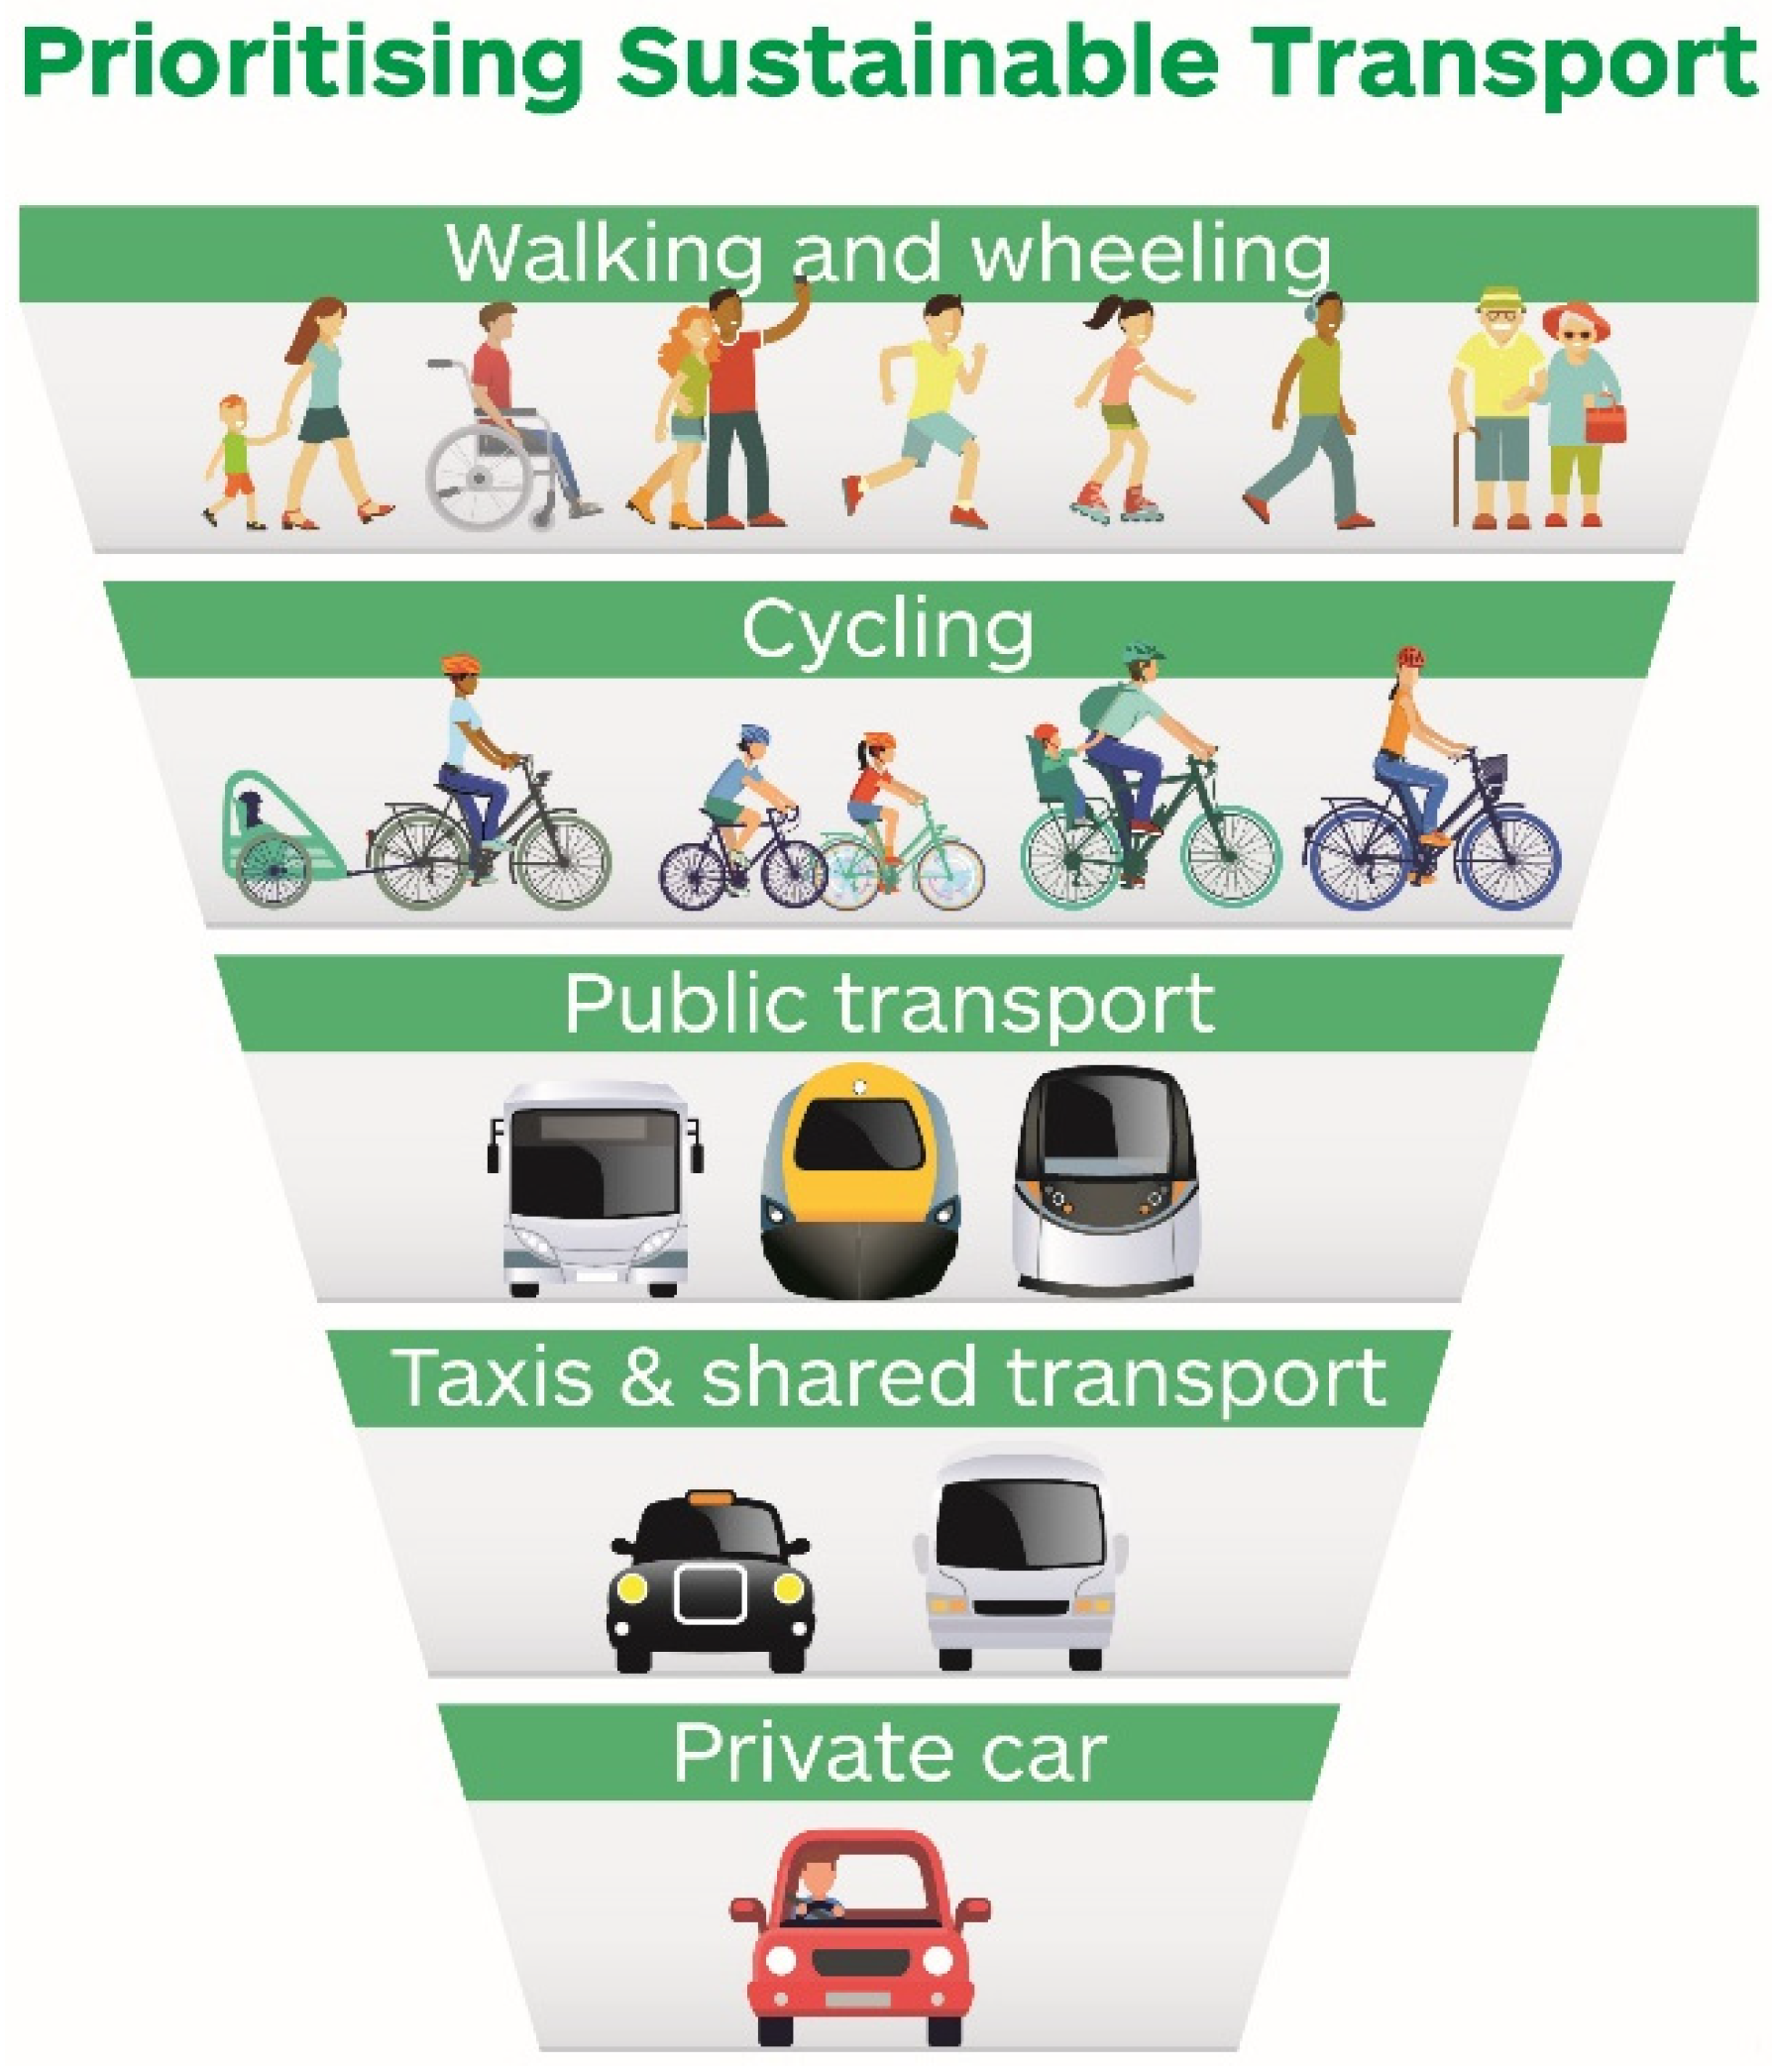 Prioritising Sustainable Transport
Walking and wheeling
Cycling
Public transport
Taxis & shared transport
Private car